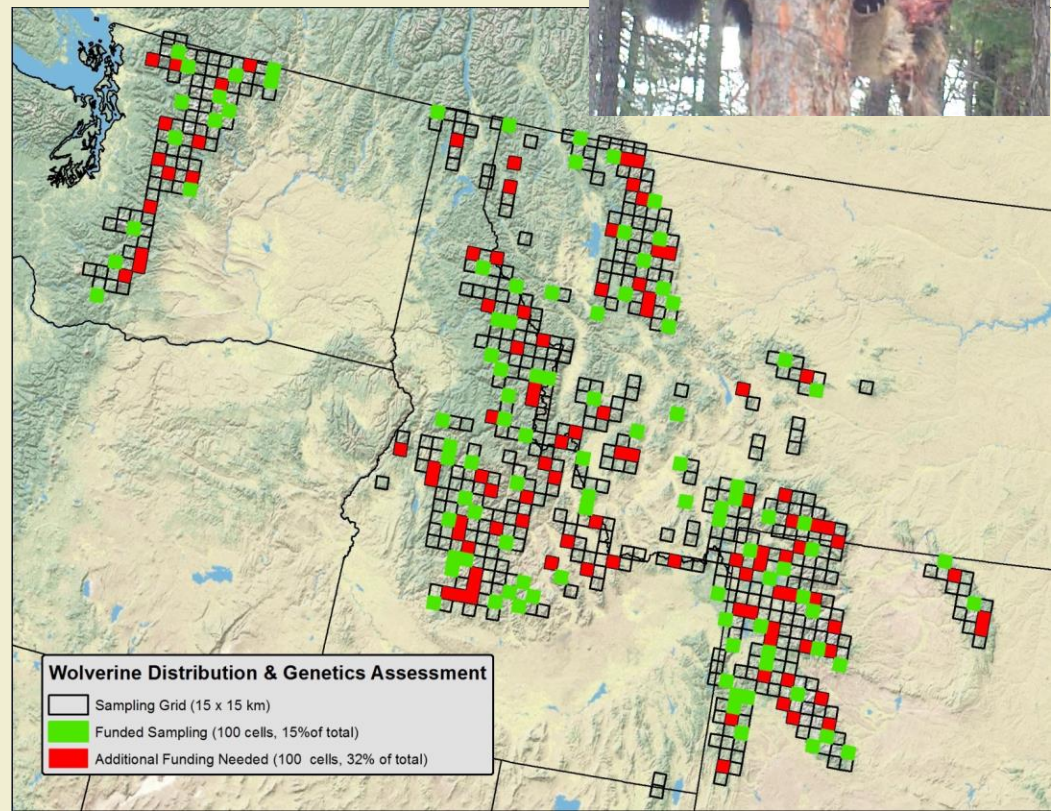 Wolverine Distribution & Genetics Assessment
Sampling Grid (15 x 15 km)
Funded Sampling (100 cells, 15%of total)
Additional Funding Needed (100 cells, 32% of total)